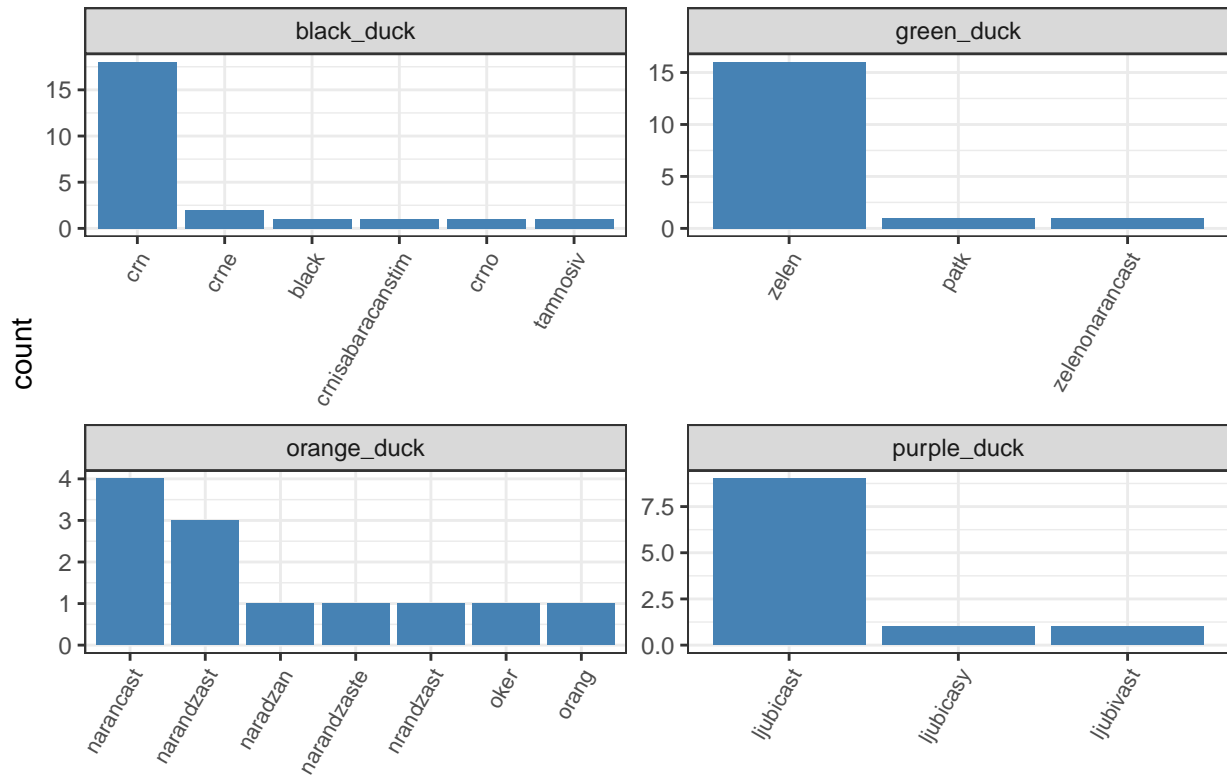 black_duck
green_duck
15
10
5
0
15
10
5
0
crn
crne
black
crnisabaracanstim
crno
tamnosiv
zelen
patk
zelenonarancast
count
orange_duck
purple_duck
4
3
2
1
0
7.5
5.0
2.5
0.0
narancast
narandzast
naradzan
narandzaste
nrandzast
oker
orang
ljubicast
ljubicasy
ljubivast